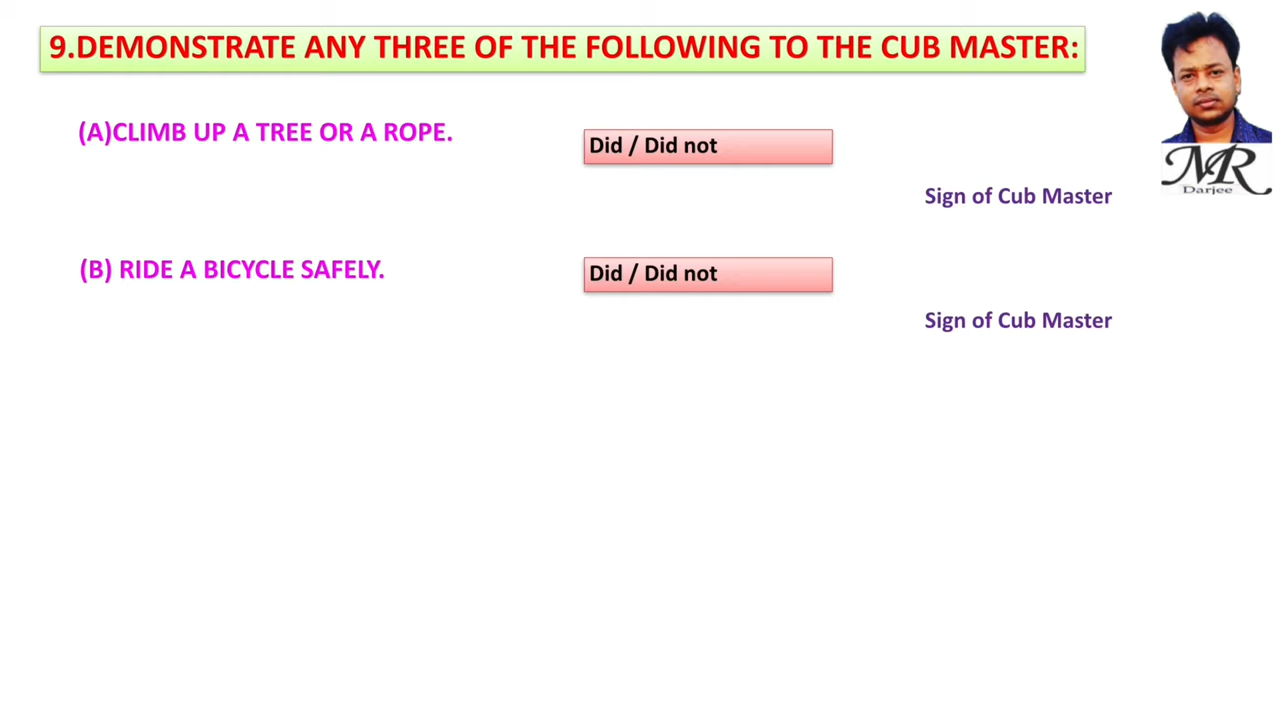 9.DEMONSTRATE ANY THREE OF THE FOLLOWING TO THE CUB MASTER:
(A)CLIMB UP A TREE OR A ROPE.
Did / Did not
MR
Darjee
Sign of Cub Master
(B) RIDE A BICYCLE SAFELY.
Did / Did not
Sign of Cub Master